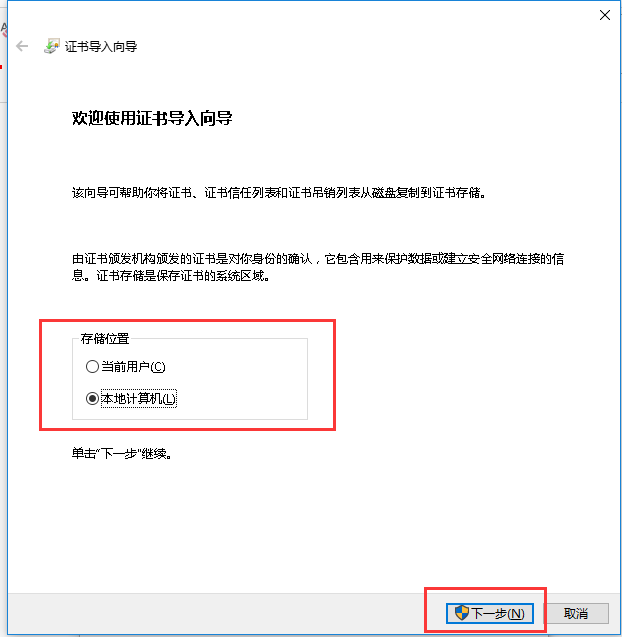 证书导入向导
欢迎使用证书导入向导
该向导可帮助你将证书、证书信任列表和证书吊销列表从磁盘复制到证书存储。
由证书颁发机构颁发的证书是对你身份的确认，它包含用来保护数据或建立安全网络连接的信
息。证书存储是保存证书的系统区域。
存储位置
当前用户(C)
本地计算机(L)
单击"下一步"继续。
下一步(N) 取消